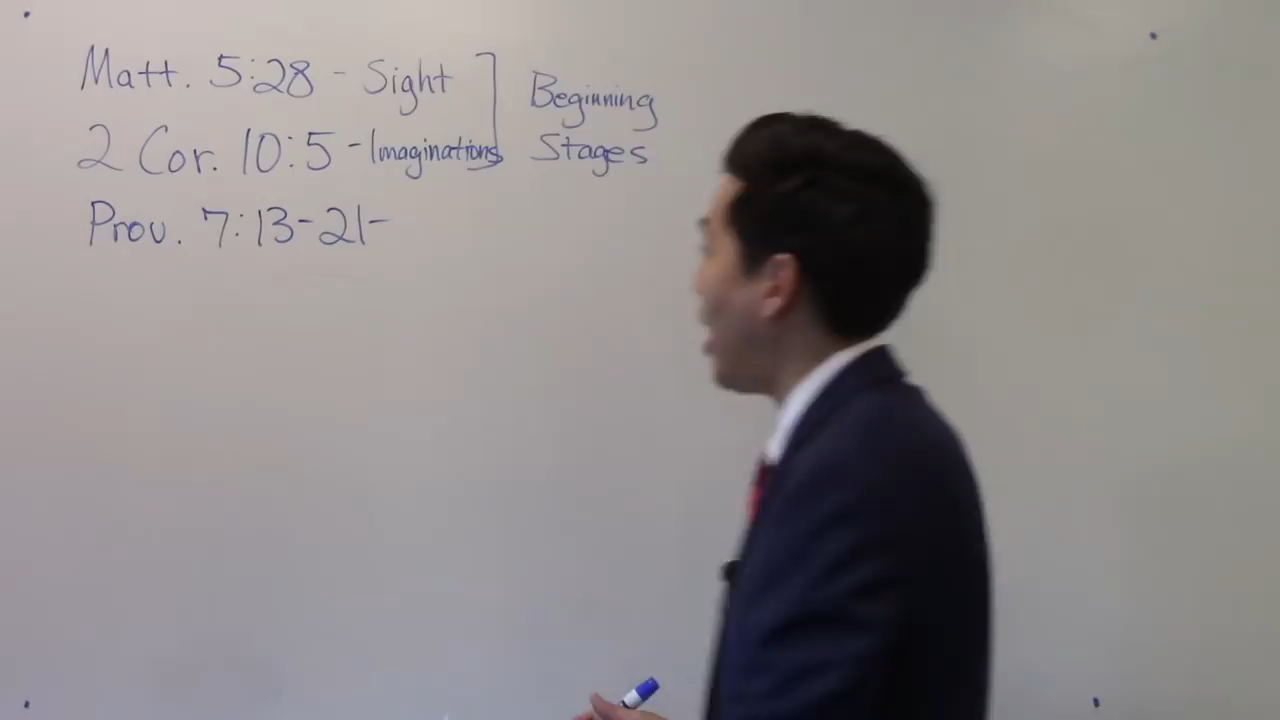 Matt. 5:28 - Sight
2 Cor. 10:5 - Imaginations
Beginning
Stages
Prov. 7:13-21-